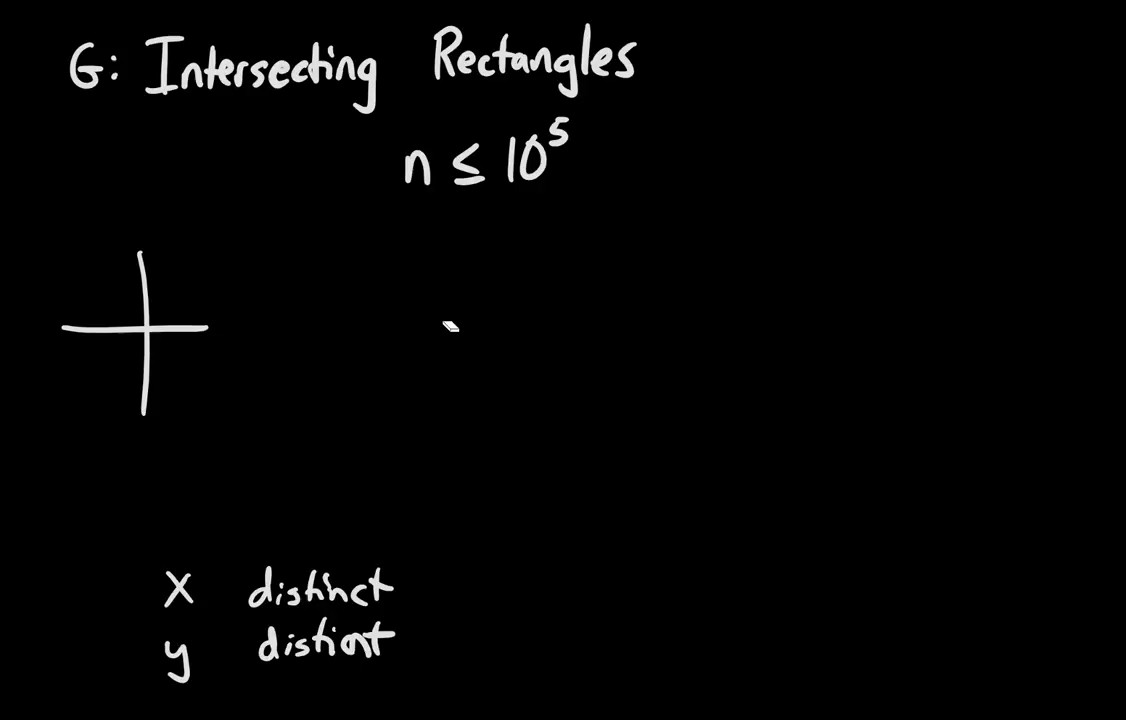 G: Intersecting Rectangles
n ≤ 10⁵
x distinct
y distinct